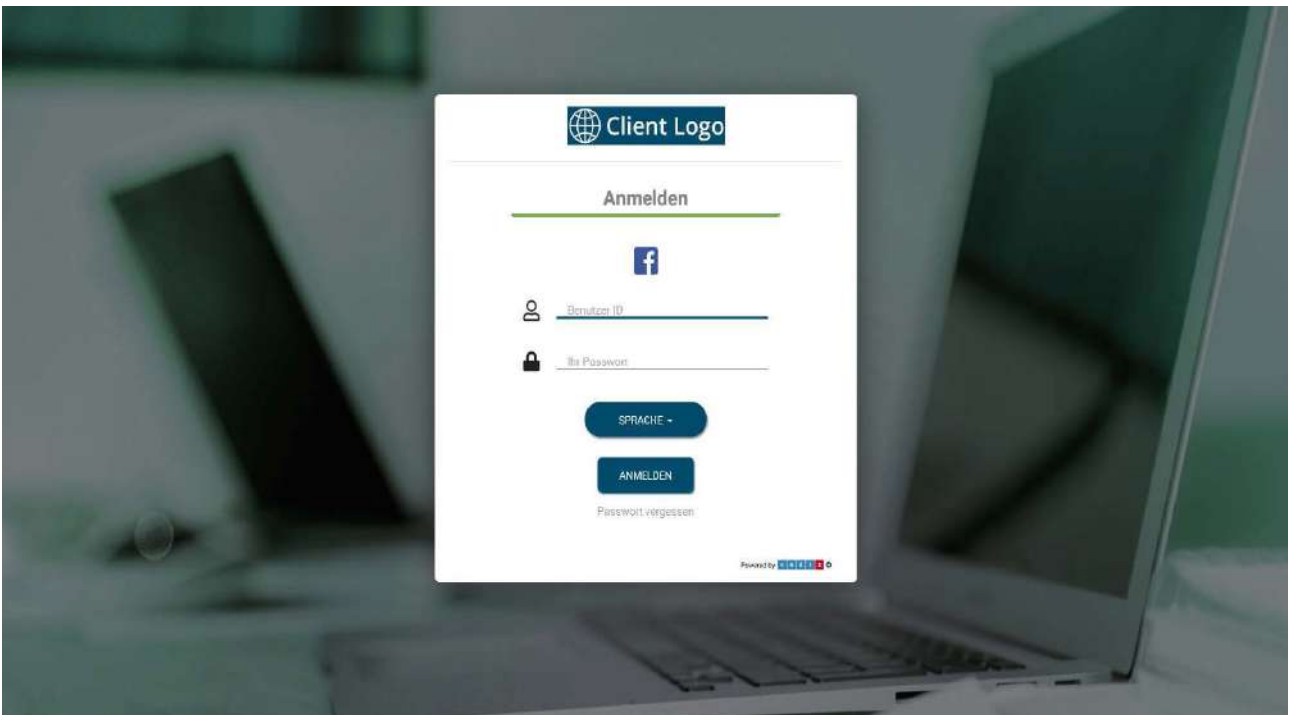 Client Logo
Anmelden
Benutzer ID
Ihr Passwort
SPRACHE
ANMELDEN
Passwort vergessen
Powered by